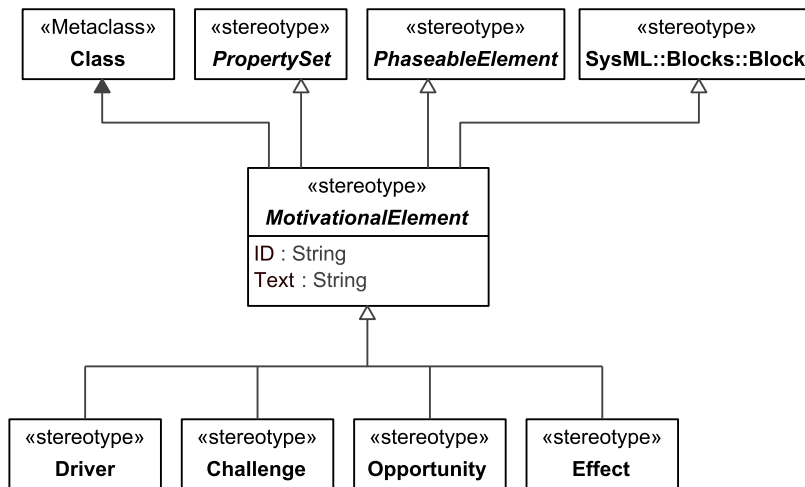 «Metaclass»
Class
«stereotype»
PropertySet
«stereotype»
PhaseableElement
«stereotype»
SysML::Blocks::Block
«stereotype»
MotivationalElement
ID : String
Text : String
«stereotype»
Driver
«stereotype»
Challenge
«stereotype»
Opportunity
«stereotype»
Effect